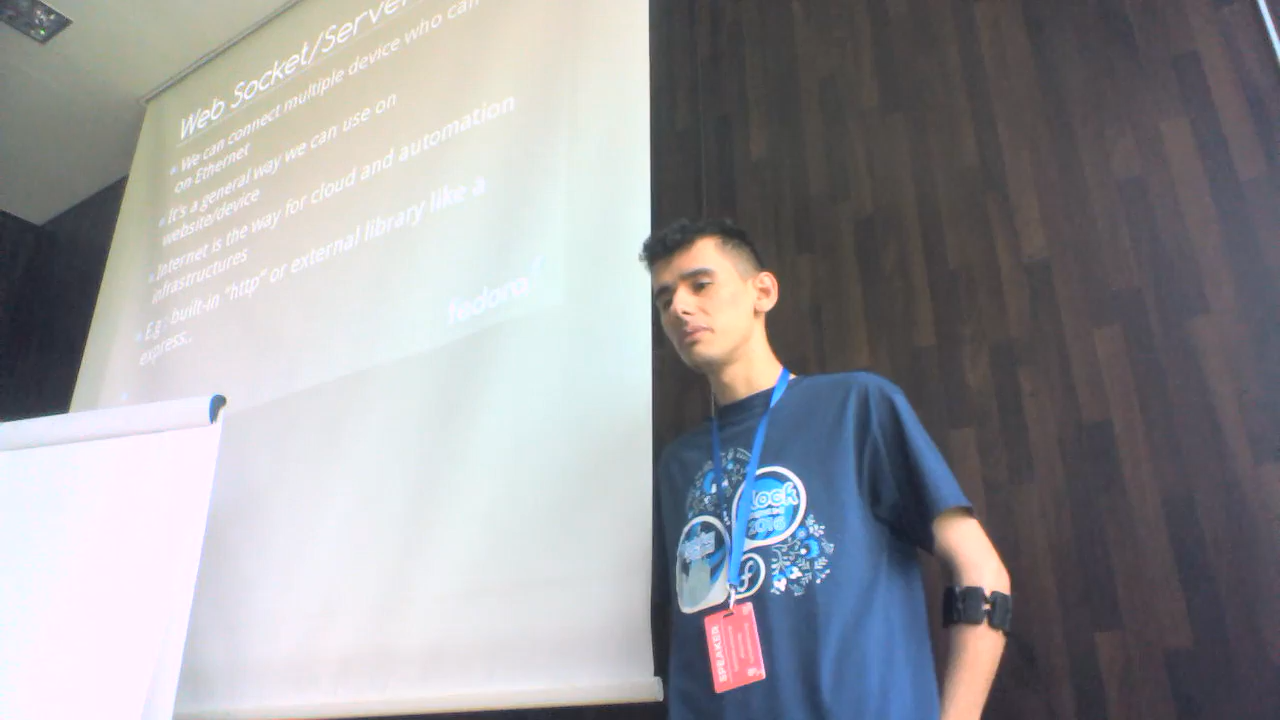 Web Socket/Server
We can connect multiple device who can
on Ethernet
It's a general way we can use on
website/device
Internet is the way for cloud and automation
infrastructures
E.g.: built-in "http" or external library like a
express..
fedora
lock
2016
SPEAKER